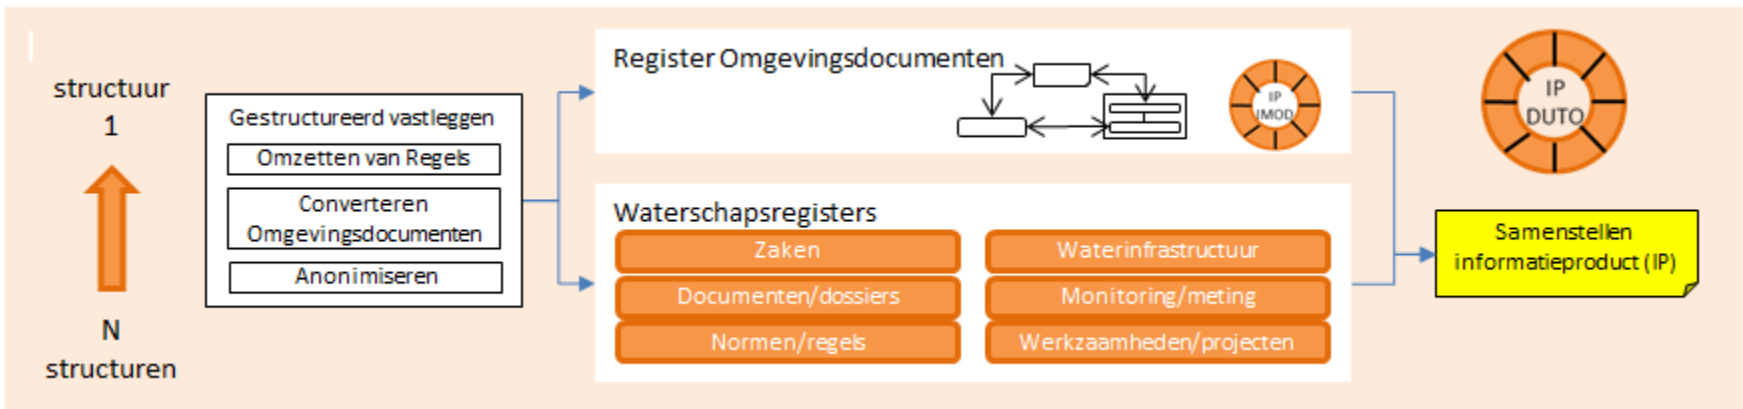 structuur
1
N
structuren
Gestructureerd vastleggen
Omzetten van Regels
Converteren
Omgevingsdocumenten
Anonimiseren
Register Omgevingsdocumenten
IP
IMOD
Waterschapsregisters
Zaken
Documenten/dossiers
Normen/regels
Waterinfrastructuur
Monitoring/meting
Werkzaamheden/projecten
IP
DUTO
Samenstellen
informatieproduct (IP)